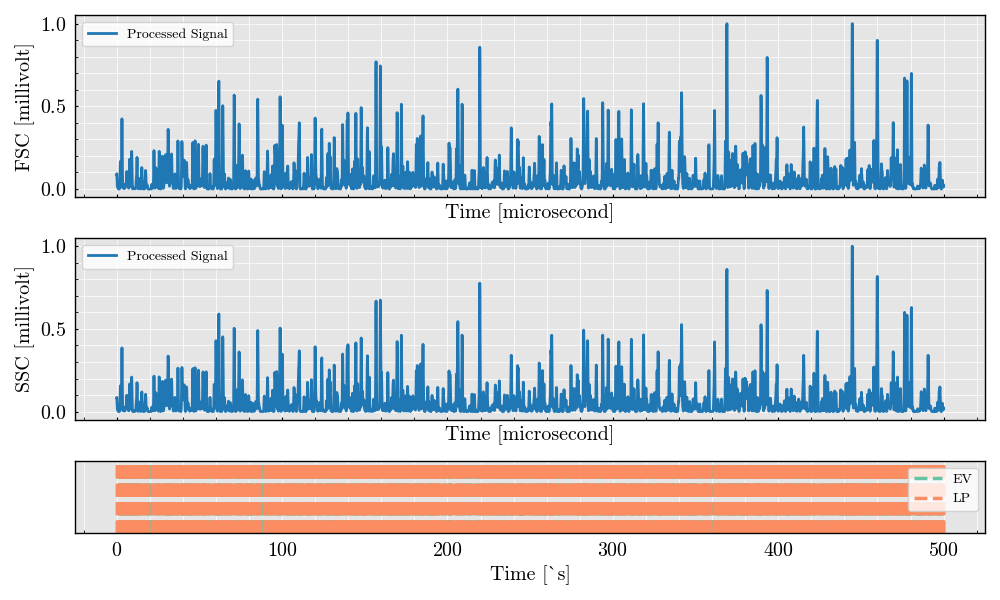 1.0
0.5
0.0
FSC [millivolt]
Processed Signal
Time [microsecond]
1.0
0.5
0.0
SSC [millivolt]
Processed Signal
Time [microsecond]
EV
LP
0 100 200 300 400 500
Time [`s]